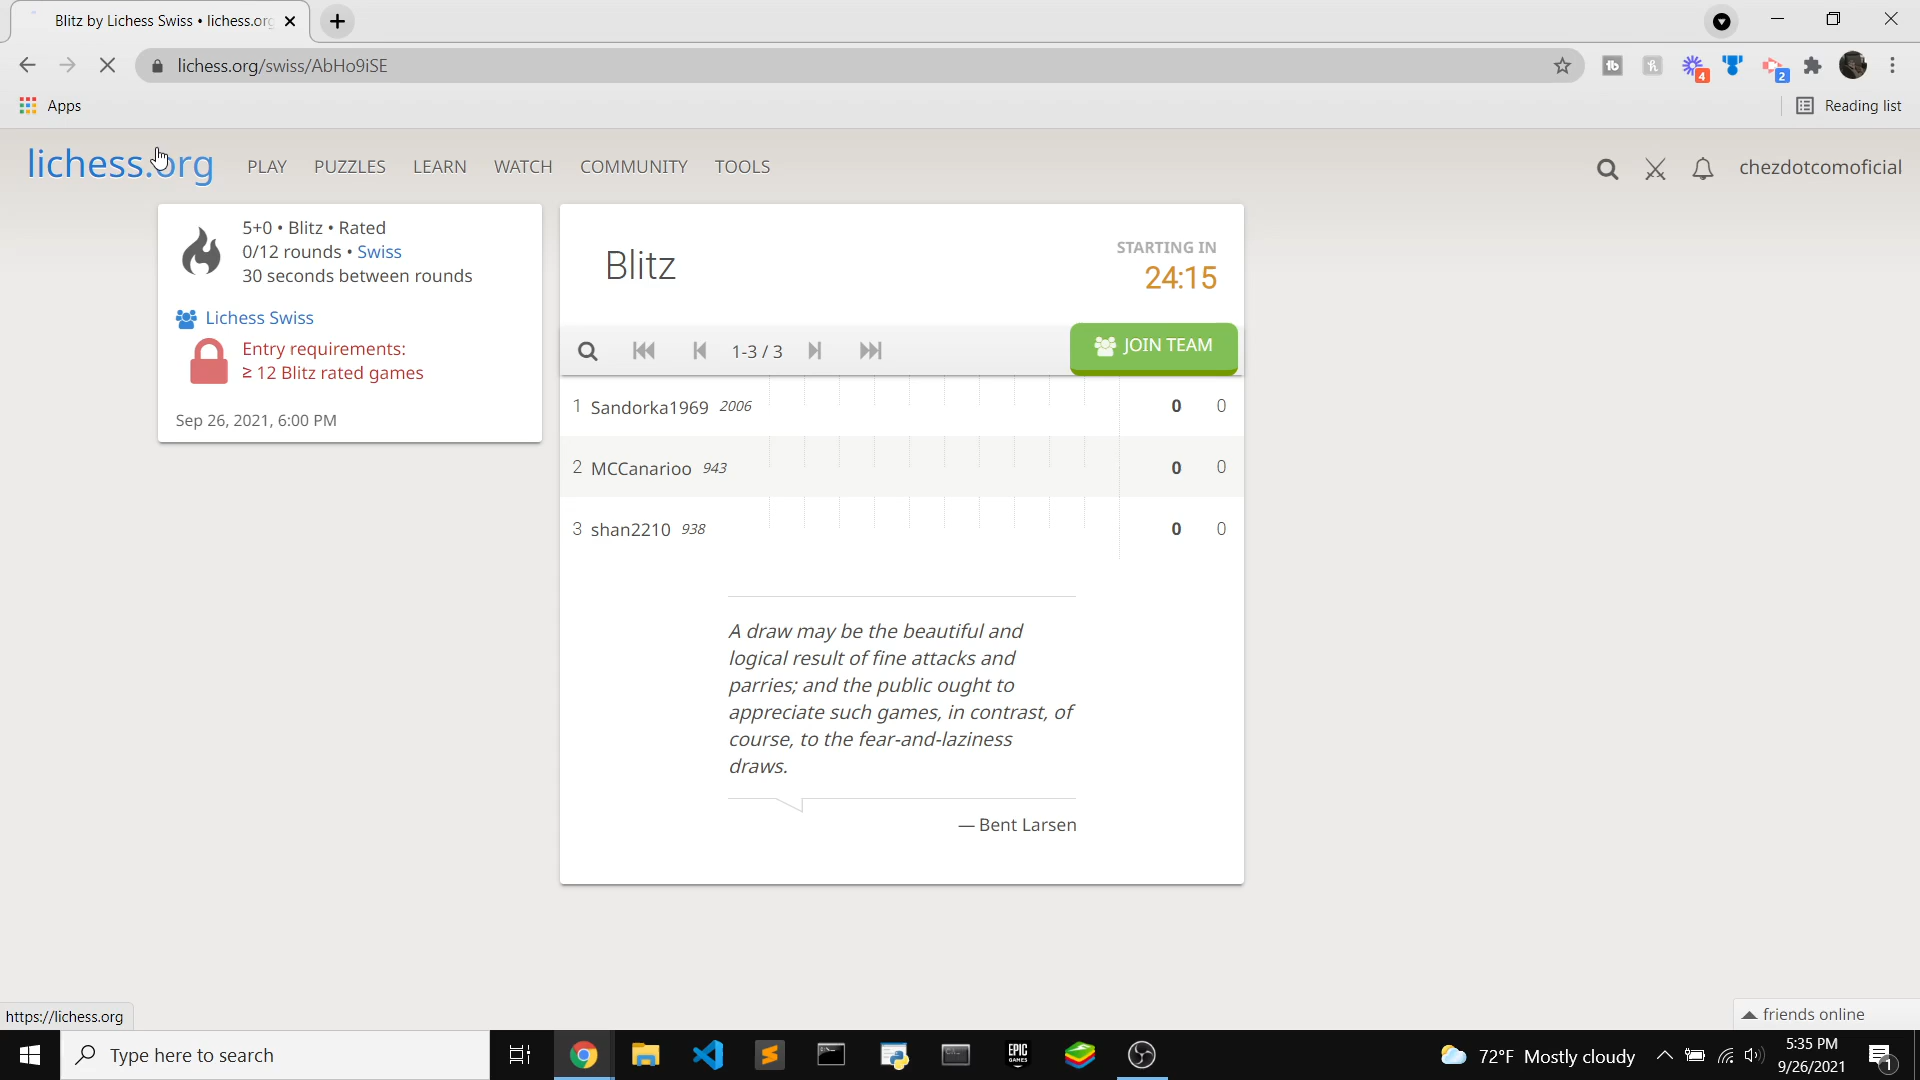 Blitz by Lichess Swiss • lichess.org
lichess.org/swiss/AbHo9iSE
4
2
Apps
Reading list
lichess.org
PLAY
PUZZLES
LEARN
WATCH
COMMUNITY
TOOLS
chezdotcomoficial
5+0 • Blitz • Rated
0/12 rounds • Swiss
30 seconds between rounds
Lichess Swiss
Entry requirements:
≥ 12 Blitz rated games
Sep 26, 2021, 6:00 PM
Blitz
STARTING IN
24:15
1-3 / 3
JOIN TEAM
1 Sandorka1969 2006 0 0
2 MCCanarioo 943 0 0
3 shan2210 938 0 0
A draw may be the beautiful and
logical result of fine attacks and
parries; and the public ought to
appreciate such games, in contrast, of
course, to the fear-and-laziness
draws.
— Bent Larsen
https://lichess.org
friends online
Type here to search
EPIC
GAMES
72°F Mostly cloudy
5:35 PM
9/26/2021
1